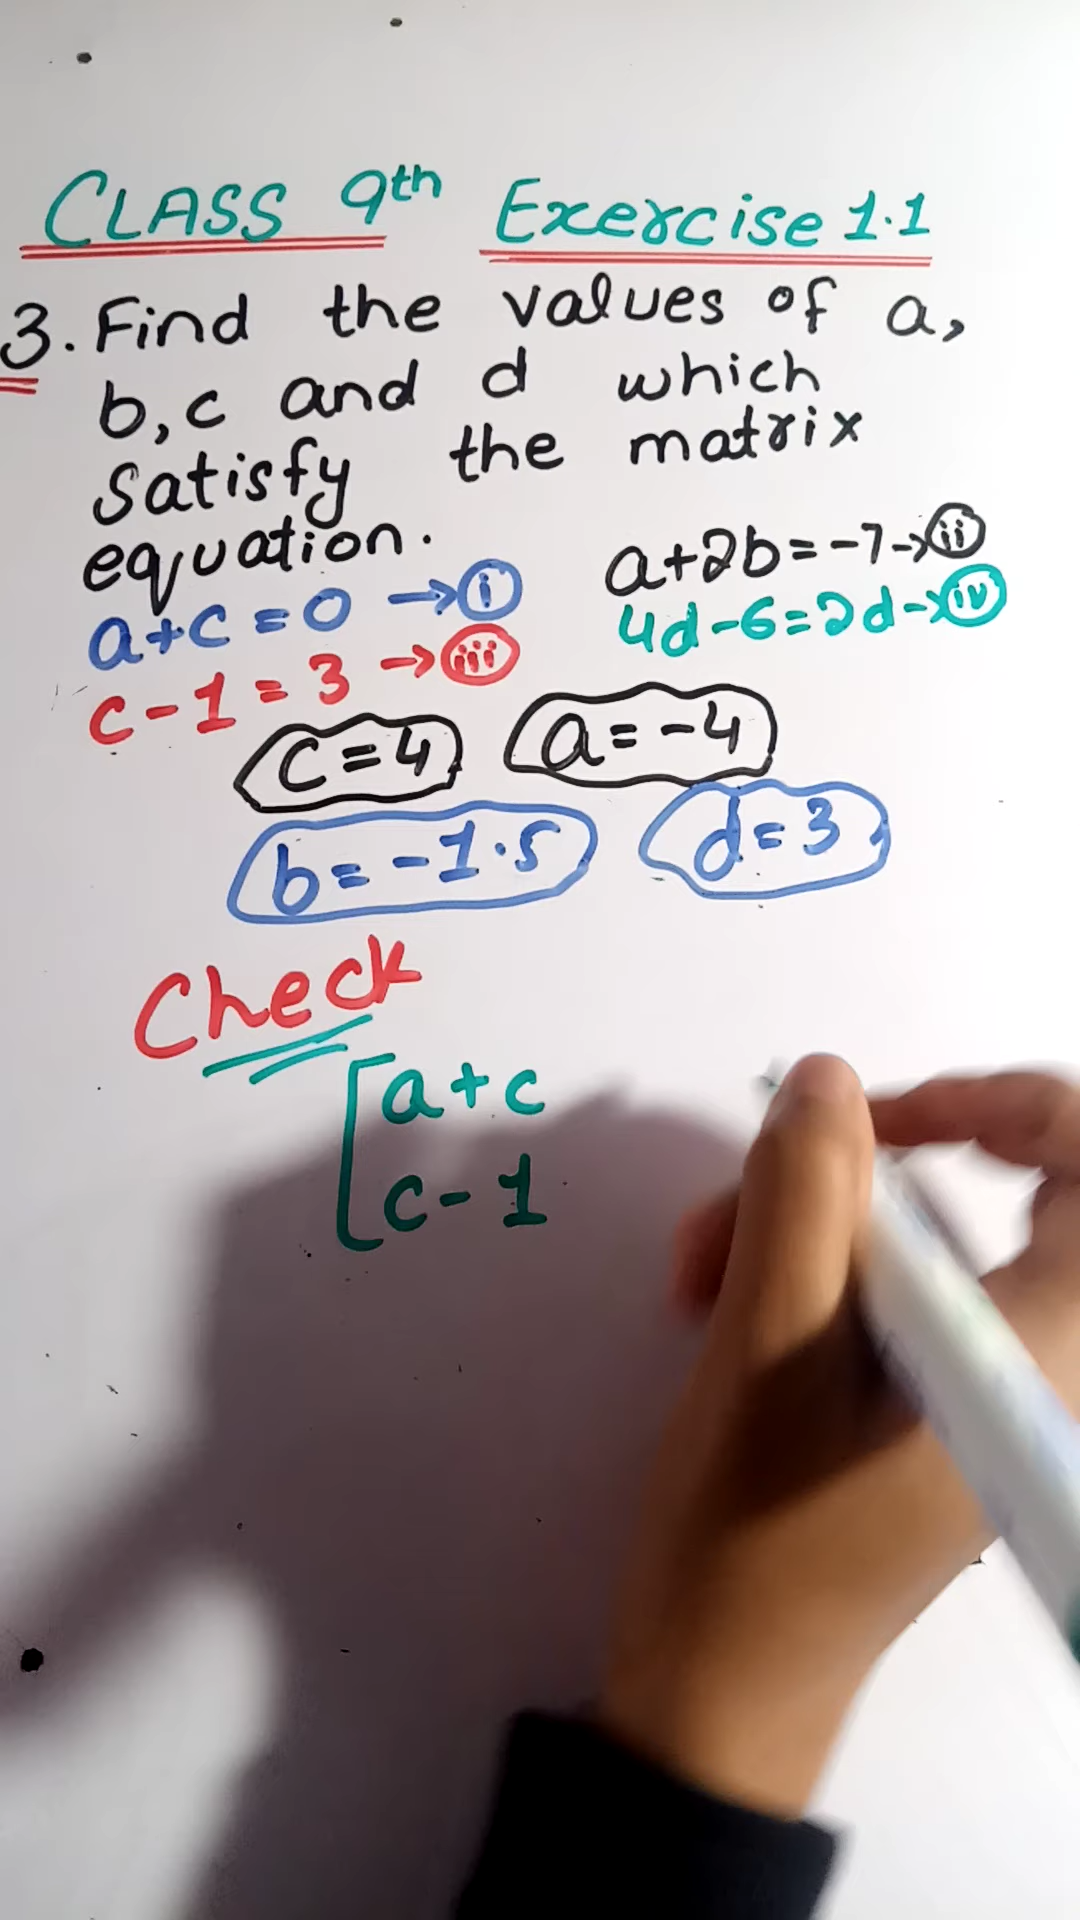 CLASS 9th Exercise 1.1
3. Find the values of a,
b, c and d which
Satisfy the matrix
equation.
a+c=0 →(i) a+2b=-7→(ii)
c-1=3 →(iii) 4d-6=2d→(iv)
c=4 a=-4
b=-1.5 d=3
Check
[a+c
c-1